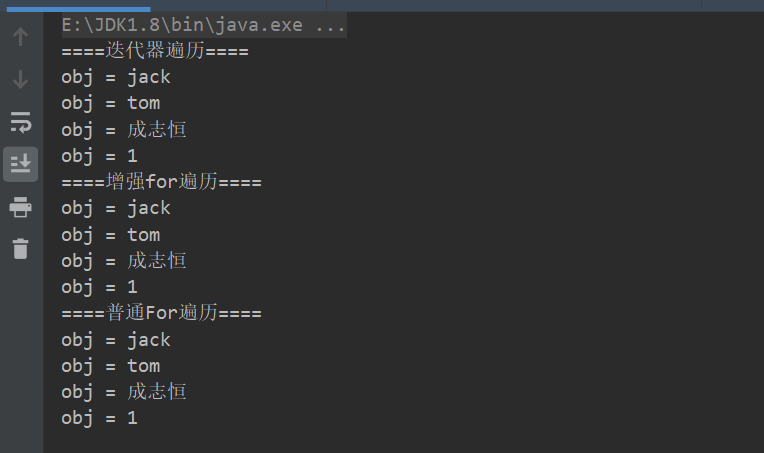 E:\JDK1.8\bin\java.exe ...
====迭代器遍历====
obj = jack
obj = tom
obj = 成志恒
obj = 1
====增强for遍历====
obj = jack
obj = tom
obj = 成志恒
obj = 1
====普通For遍历====
obj = jack
obj = tom
obj = 成志恒
obj = 1